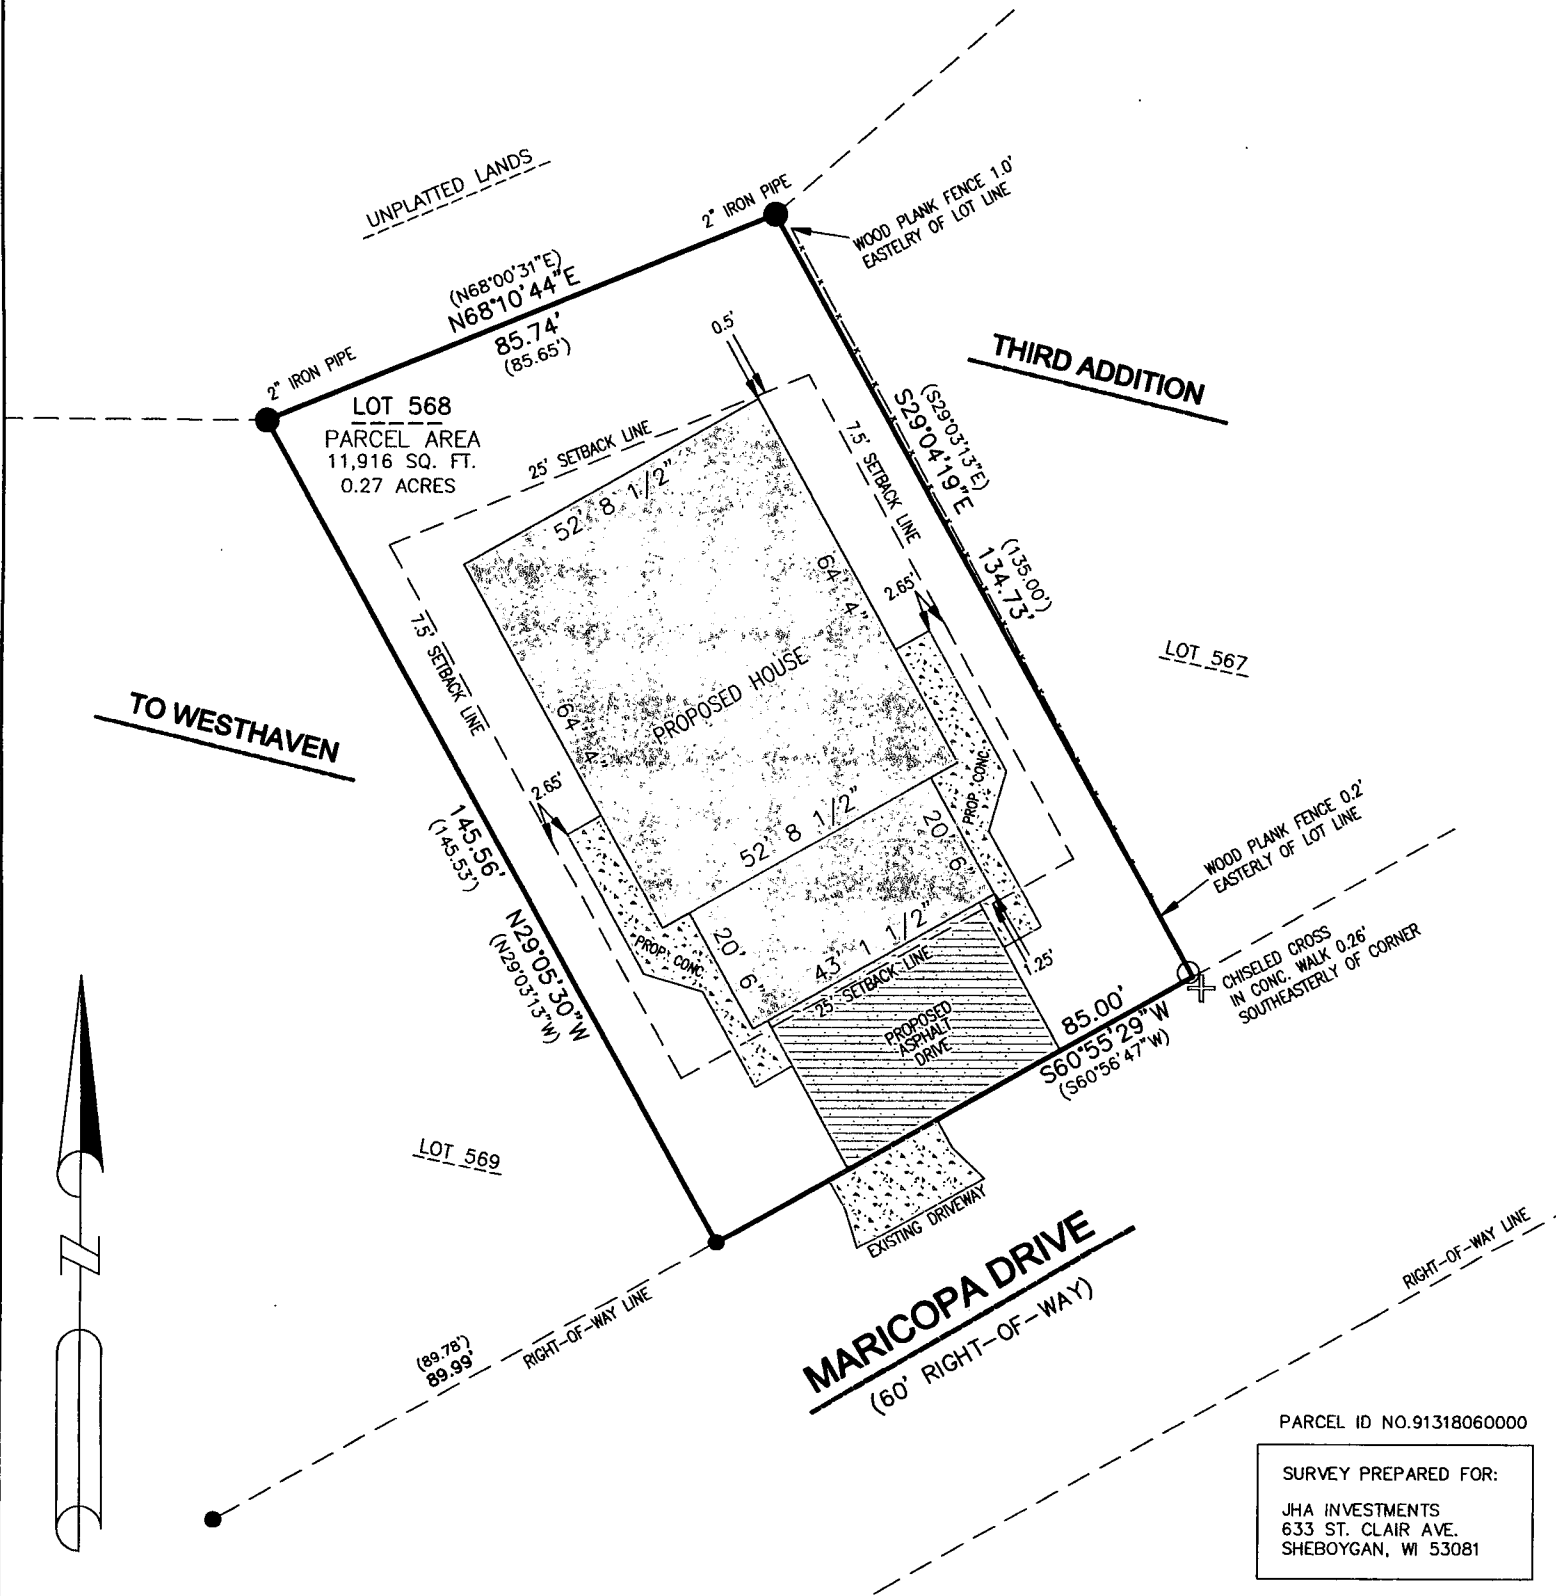 UNPLATTED LANDS
2" IRON PIPE
WOOD PLANK FENCE 1.0'
EASTELRY OF LOT LINE
(N68°00'31"E)
N68°10'44"E
85.74'
(85.65')
2" IRON PIPE
0.5'
THIRD ADDITION
LOT 568
PARCEL AREA
11,916 SQ. FT.
0.27 ACRES
25' SETBACK LINE
7.5' SETBACK LINE
(S29°03'13"E)
S29°04'19"E
(135.00')
134.73'
52' 8 1/2"
64' 4"
2.65'
7.5' SETBACK LINE
LOT 567
PROPOSED HOUSE
64' 4"
TO WESTHAVEN
2.65'
PROP. CONC.
52' 8 1/2"
20' 6"
WOOD PLANK FENCE 0.2'
EASTERLY OF LOT LINE
145.56'
(145.53')
N29°05'30"W
(N29°03'13"W)
PROP. CONC.
20' 6"
43' 1 1/2"
25' SETBACK LINE
1.25'
CHISELED CROSS
IN CONC. WALK 0.26'
SOUTHEASTERLY OF CORNER
PROPOSED
ASPHALT
DRIVE
85.00'
S60°55'29"W
(S60°56'47"W)
LOT 569
EXISTING DRIVEWAY
N
MARICOPA DRIVE
(60' RIGHT-OF-WAY)
RIGHT-OF-WAY LINE
RIGHT-OF-WAY LINE
(89.78')
89.99'
PARCEL ID NO.91318060000
SURVEY PREPARED FOR:
JHA INVESTMENTS
633 ST. CLAIR AVE.
SHEBOYGAN, WI 53081